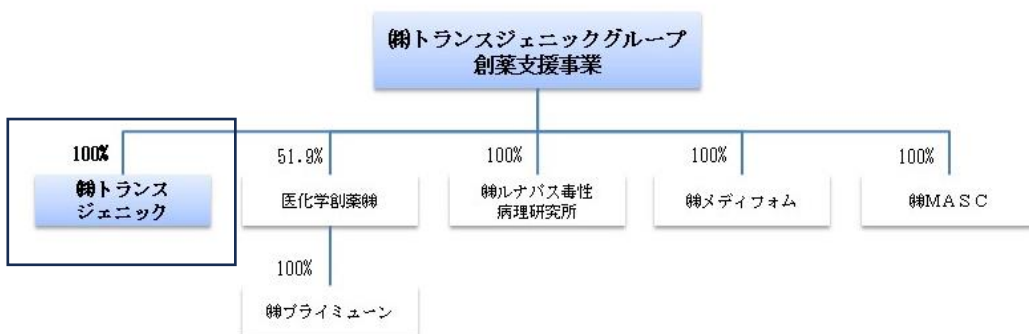 ㈱トランスジェニックグループ
創薬支援事業
100%
51.9%
100%
100%
100%
㈱トランス
ジェニック
医化学創薬㈱
㈱ルナパス毒性
病理研究所
㈱メディフォム
㈱MASC
100%
㈱プライミューン